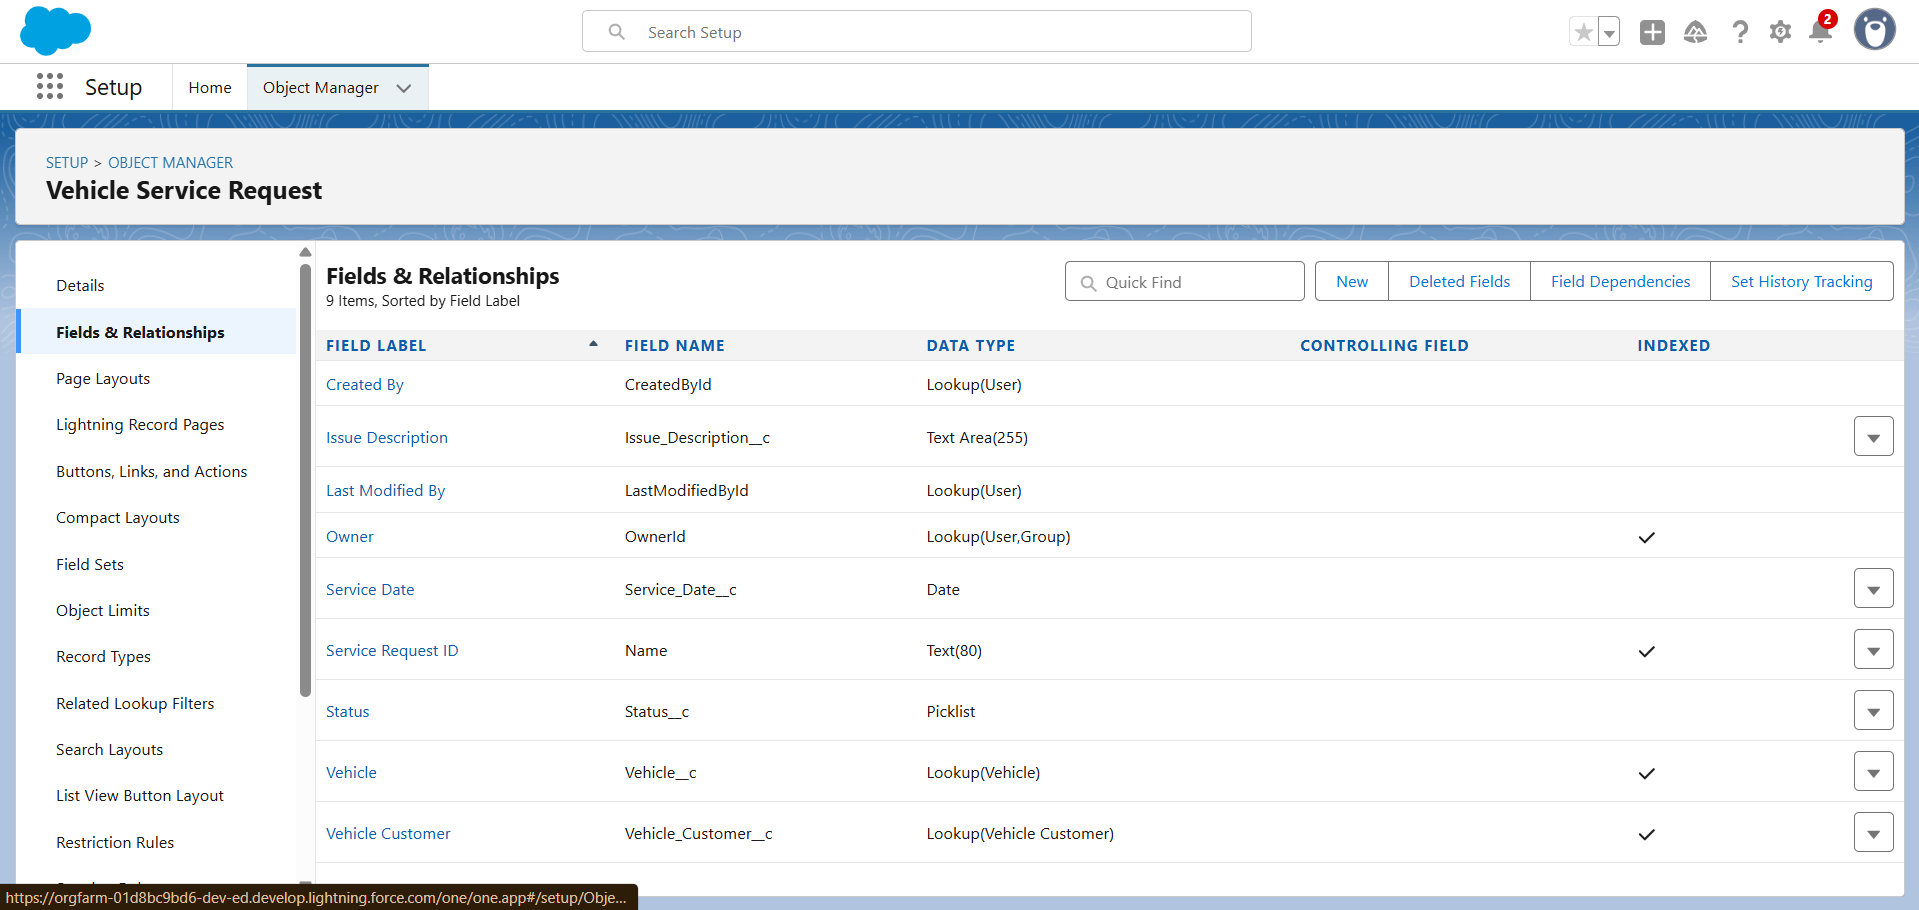 Search Setup
2
Setup
Home
Object Manager
SETUP > OBJECT MANAGER
Vehicle Service Request
Details
Fields & Relationships
Page Layouts
Lightning Record Pages
Buttons, Links, and Actions
Compact Layouts
Field Sets
Object Limits
Record Types
Related Lookup Filters
Search Layouts
List View Button Layout
Restriction Rules
Fields & Relationships
9 Items, Sorted by Field Label
Quick Find
New
Deleted Fields
Field Dependencies
Set History Tracking
FIELD LABEL FIELD NAME DATA TYPE CONTROLLING FIELD INDEXED
Created By CreatedById Lookup(User)
Issue Description Issue_Description__c Text Area(255)
Last Modified By LastModifiedById Lookup(User)
Owner OwnerId Lookup(User,Group)
Service Date Service_Date__c Date
Service Request ID Name Text(80)
Status Status__c Picklist
Vehicle Vehicle__c Lookup(Vehicle)
Vehicle Customer Vehicle_Customer__c Lookup(Vehicle Customer)
https://orgfarm-01d8bc9bd6-dev-ed.develop.lightning.force.com/one/one.app#/setup/Obje...